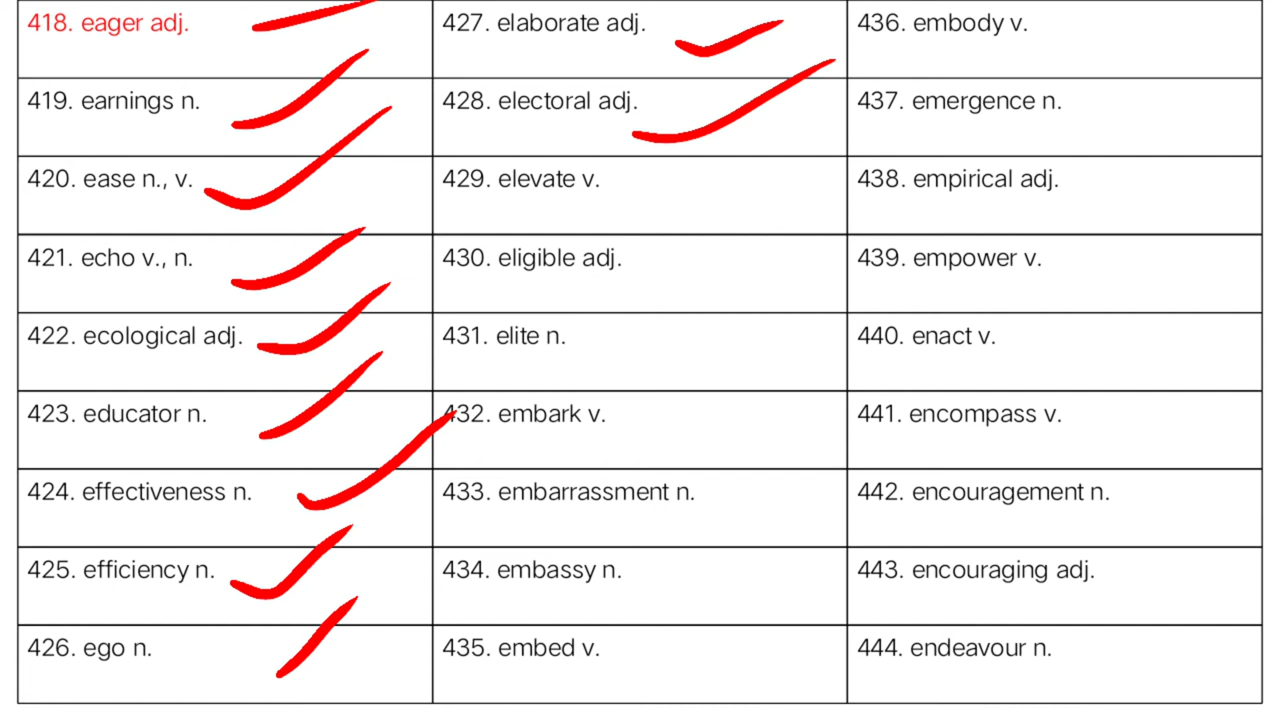 418. eager adj.
419. earnings n.
420. ease n., v.
421. echo v., n.
422. ecological adj.
423. educator n.
424. effectiveness n.
425. efficiency n.
426. ego n.
427. elaborate adj.
428. electoral adj.
429. elevate v.
430. eligible adj.
431. elite n.
432. embark v.
433. embarrassment n.
434. embassy n.
435. embed v.
436. embody v.
437. emergence n.
438. empirical adj.
439. empower v.
440. enact v.
441. encompass v.
442. encouragement n.
443. encouraging adj.
444. endeavour n.